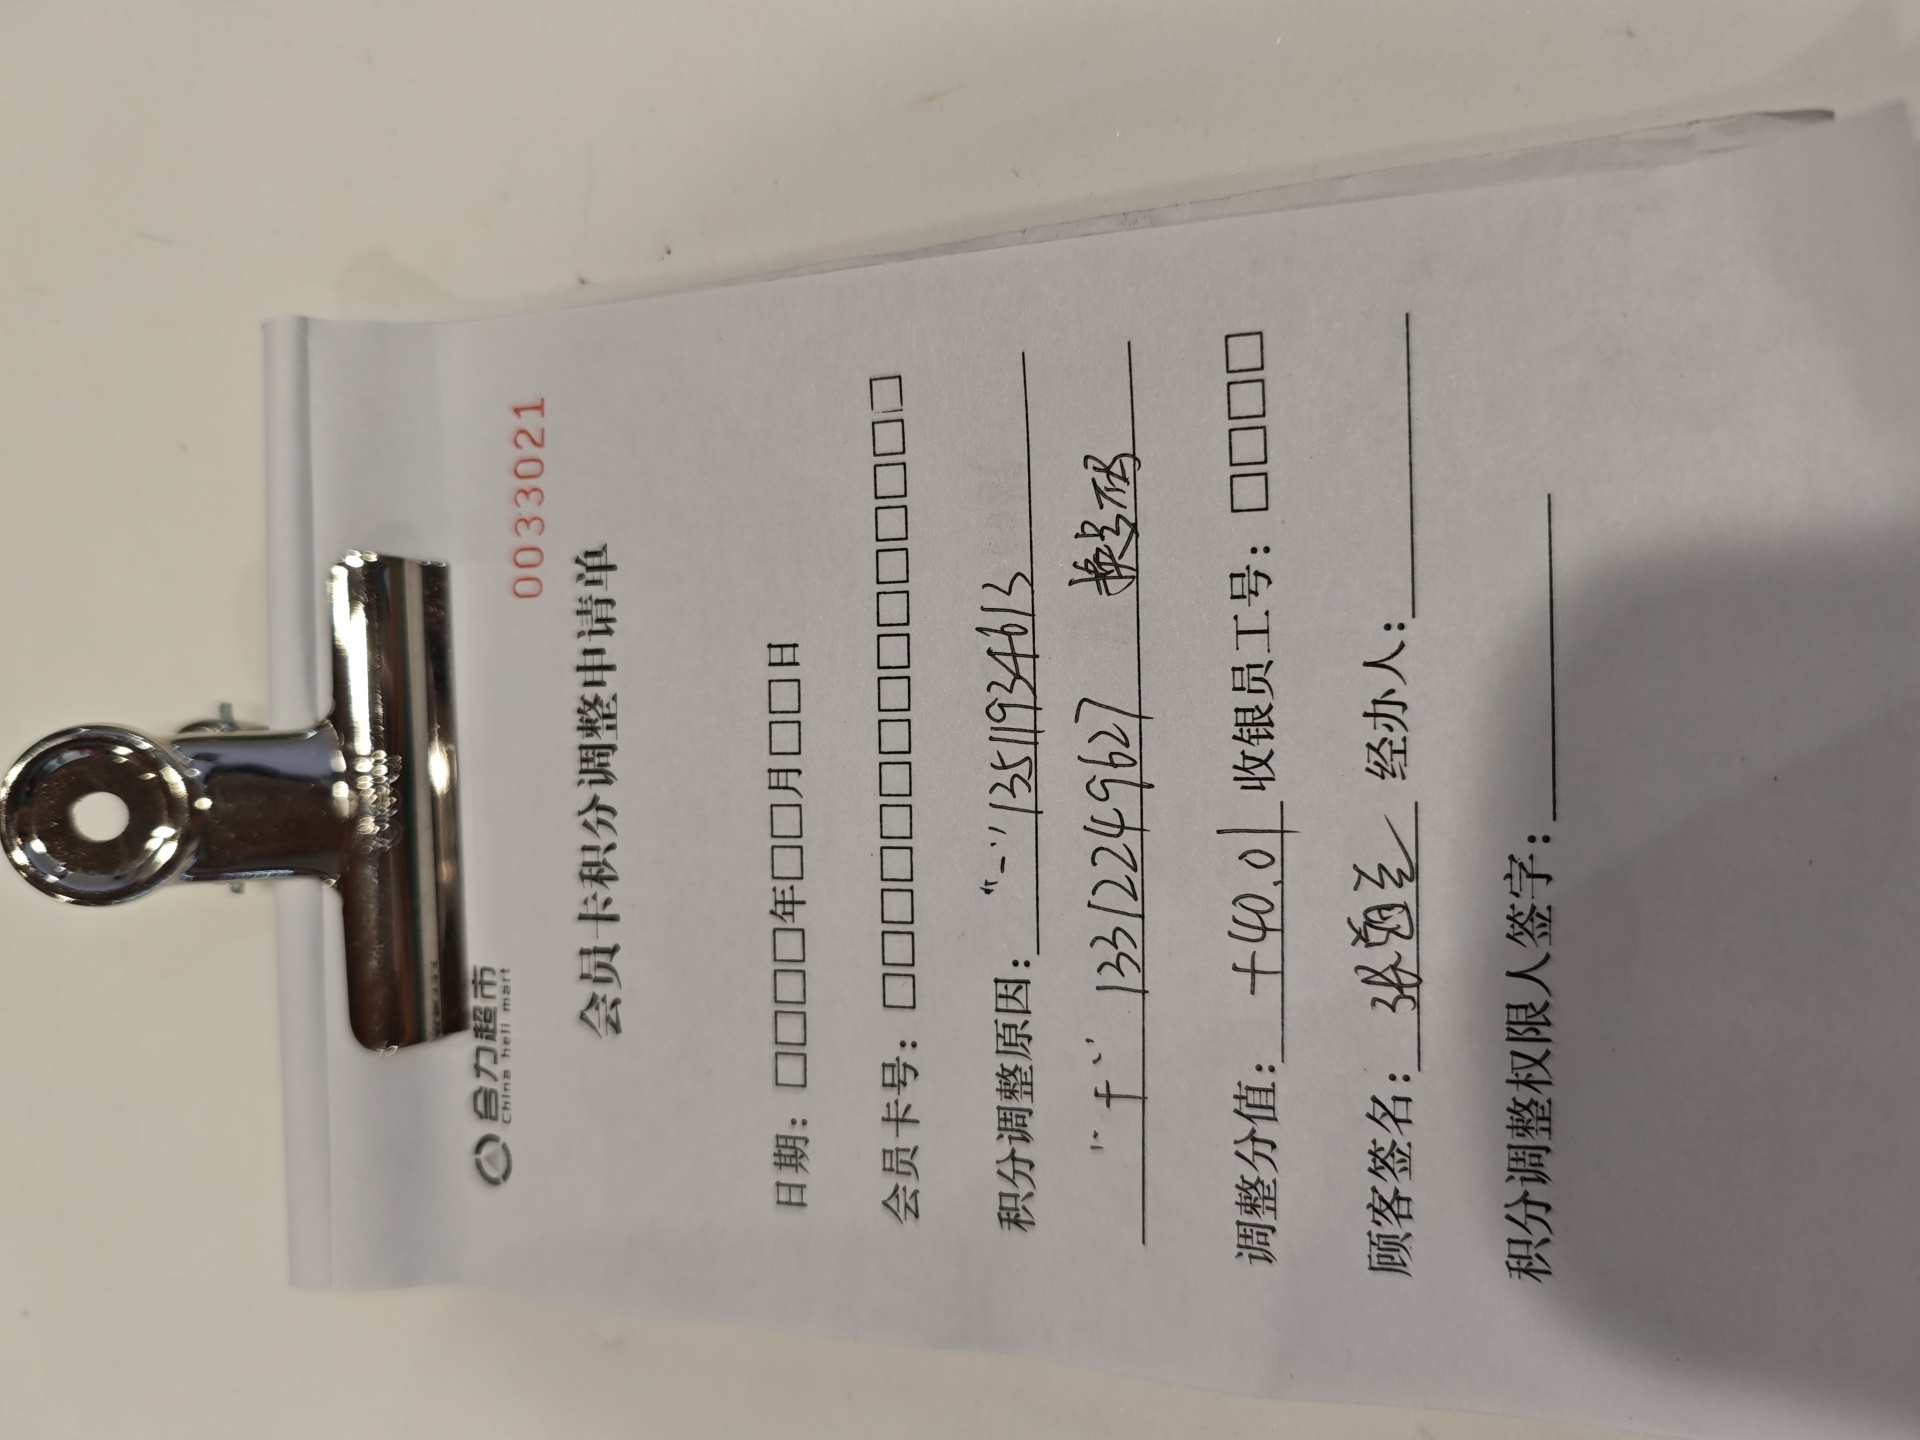 合力超市
China heli mart
0033021
会员卡积分调整申请单
日期：□□□□年□□月□□日
会员卡号：□□□□□□□□□□□□□□□
积分调整原因："-"13511934613
"+" 13312249627 换号码
调整分值：+40.01 收银员工号：□□□□
顾客签名：张 兰 经办人：
积分调整权限人签字：